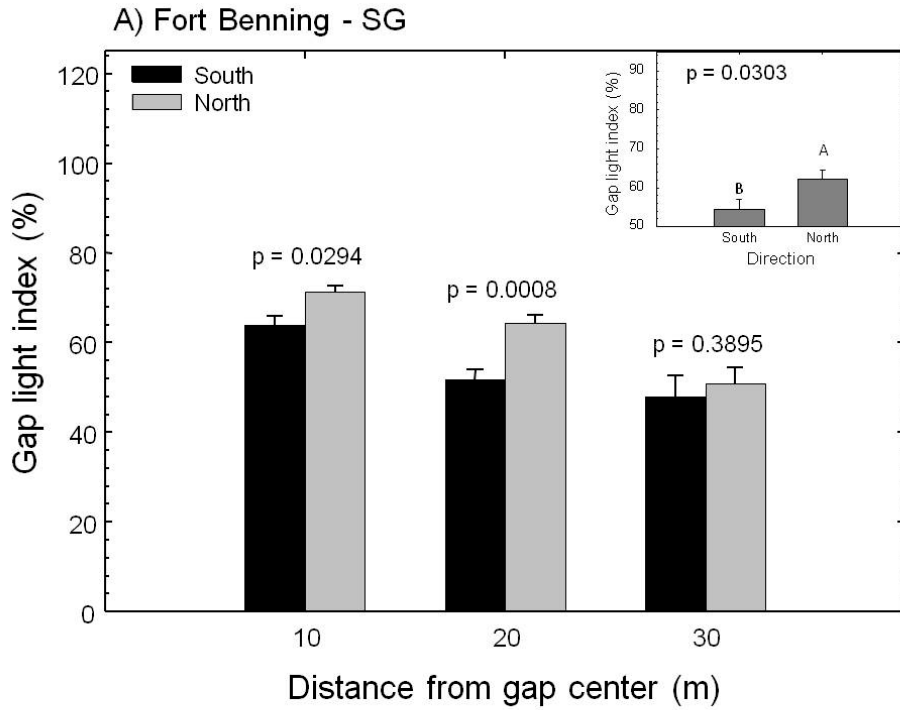 A) Fort Benning - SG
South
North
p = 0.0303
Gap light index (%)
90
80
70
60
50
A
B
South
North
Direction
120
100
80
60
40
20
0
Gap light index (%)
p = 0.0294
p = 0.0008
p = 0.3895
10
20
30
Distance from gap center (m)